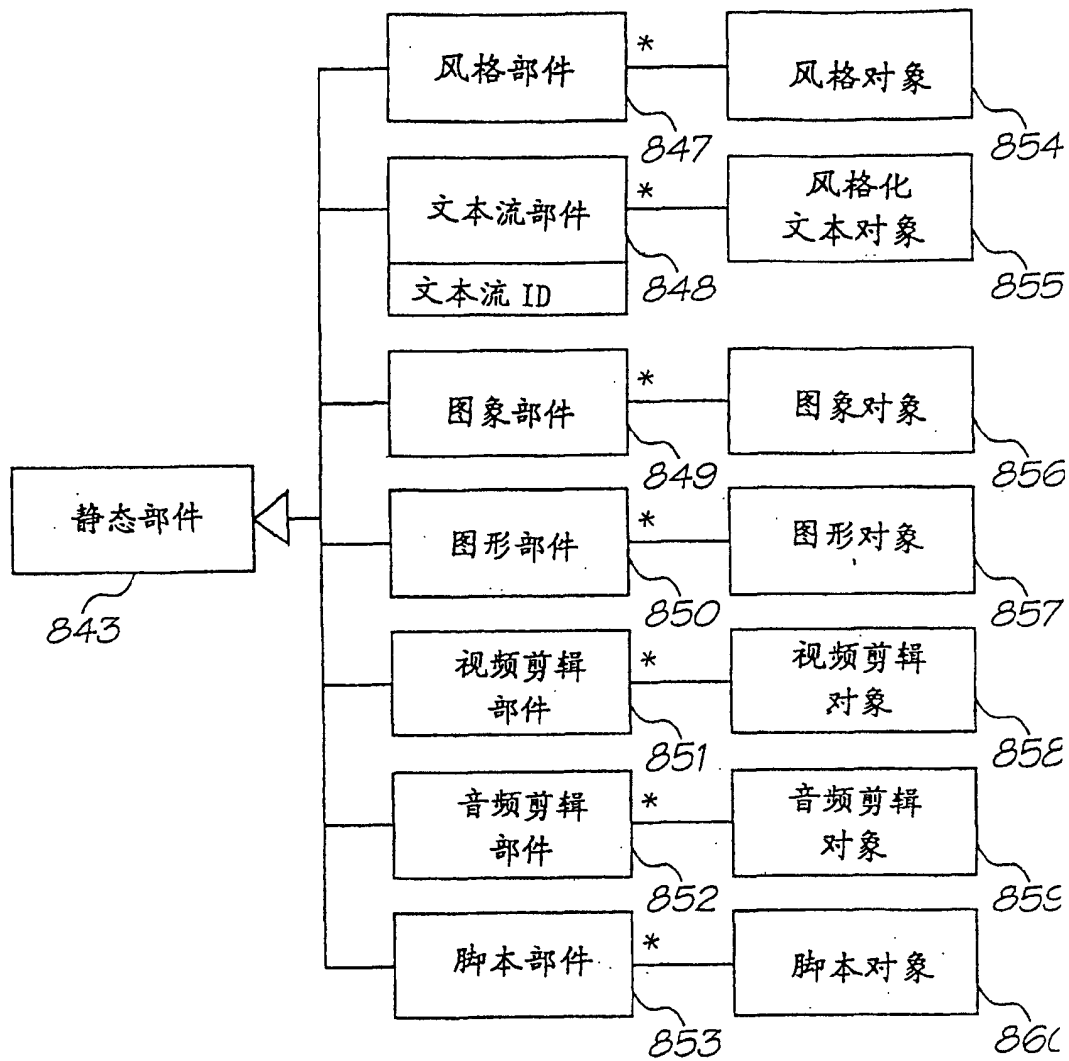 风格部件
*
风格对象
847
854
文本流部件
*
风格化
文本对象
文本流 ID
848
855
图象部件
*
图象对象
849
856
静态部件
843
图形部件
*
图形对象
850
857
视频剪辑
部件
*
视频剪辑
对象
851
858
音频剪辑
部件
*
音频剪辑
对象
852
859
脚本部件
*
脚本对象
853
860